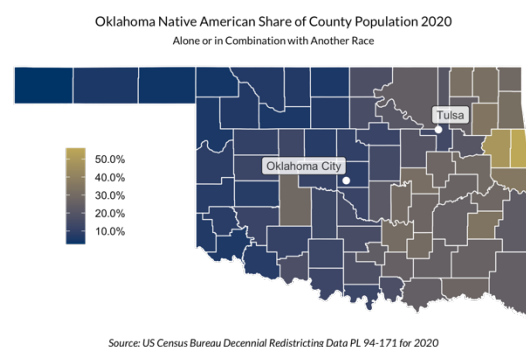 Oklahoma Native American Share of County Population 2020
Alone or in Combination with Another Race
Tulsa
Oklahoma City
50.0%
40.0%
30.0%
20.0%
10.0%
Source: US Census Bureau Decennial Redistricting Data PL 94-171 for 2020